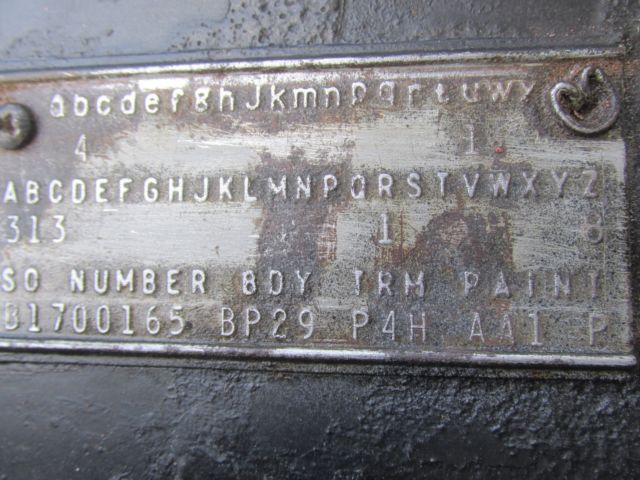 abcdefghJkmnpqrtuwy
4 1
ABCDEFGHJKLMNPQRSTVWXYZ
313 1 8
SO NUMBER BDY TRM PAINT
B1700165 BP29 P4H AA1 P